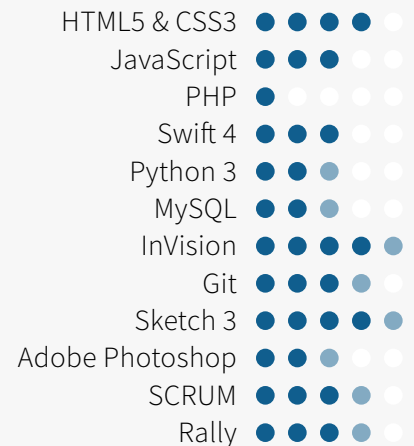 HTML5 & CSS3
JavaScript
PHP
Swift 4
Python 3
MySQL
InVision
Git
Sketch 3
Adobe Photoshop
SCRUM
Rally